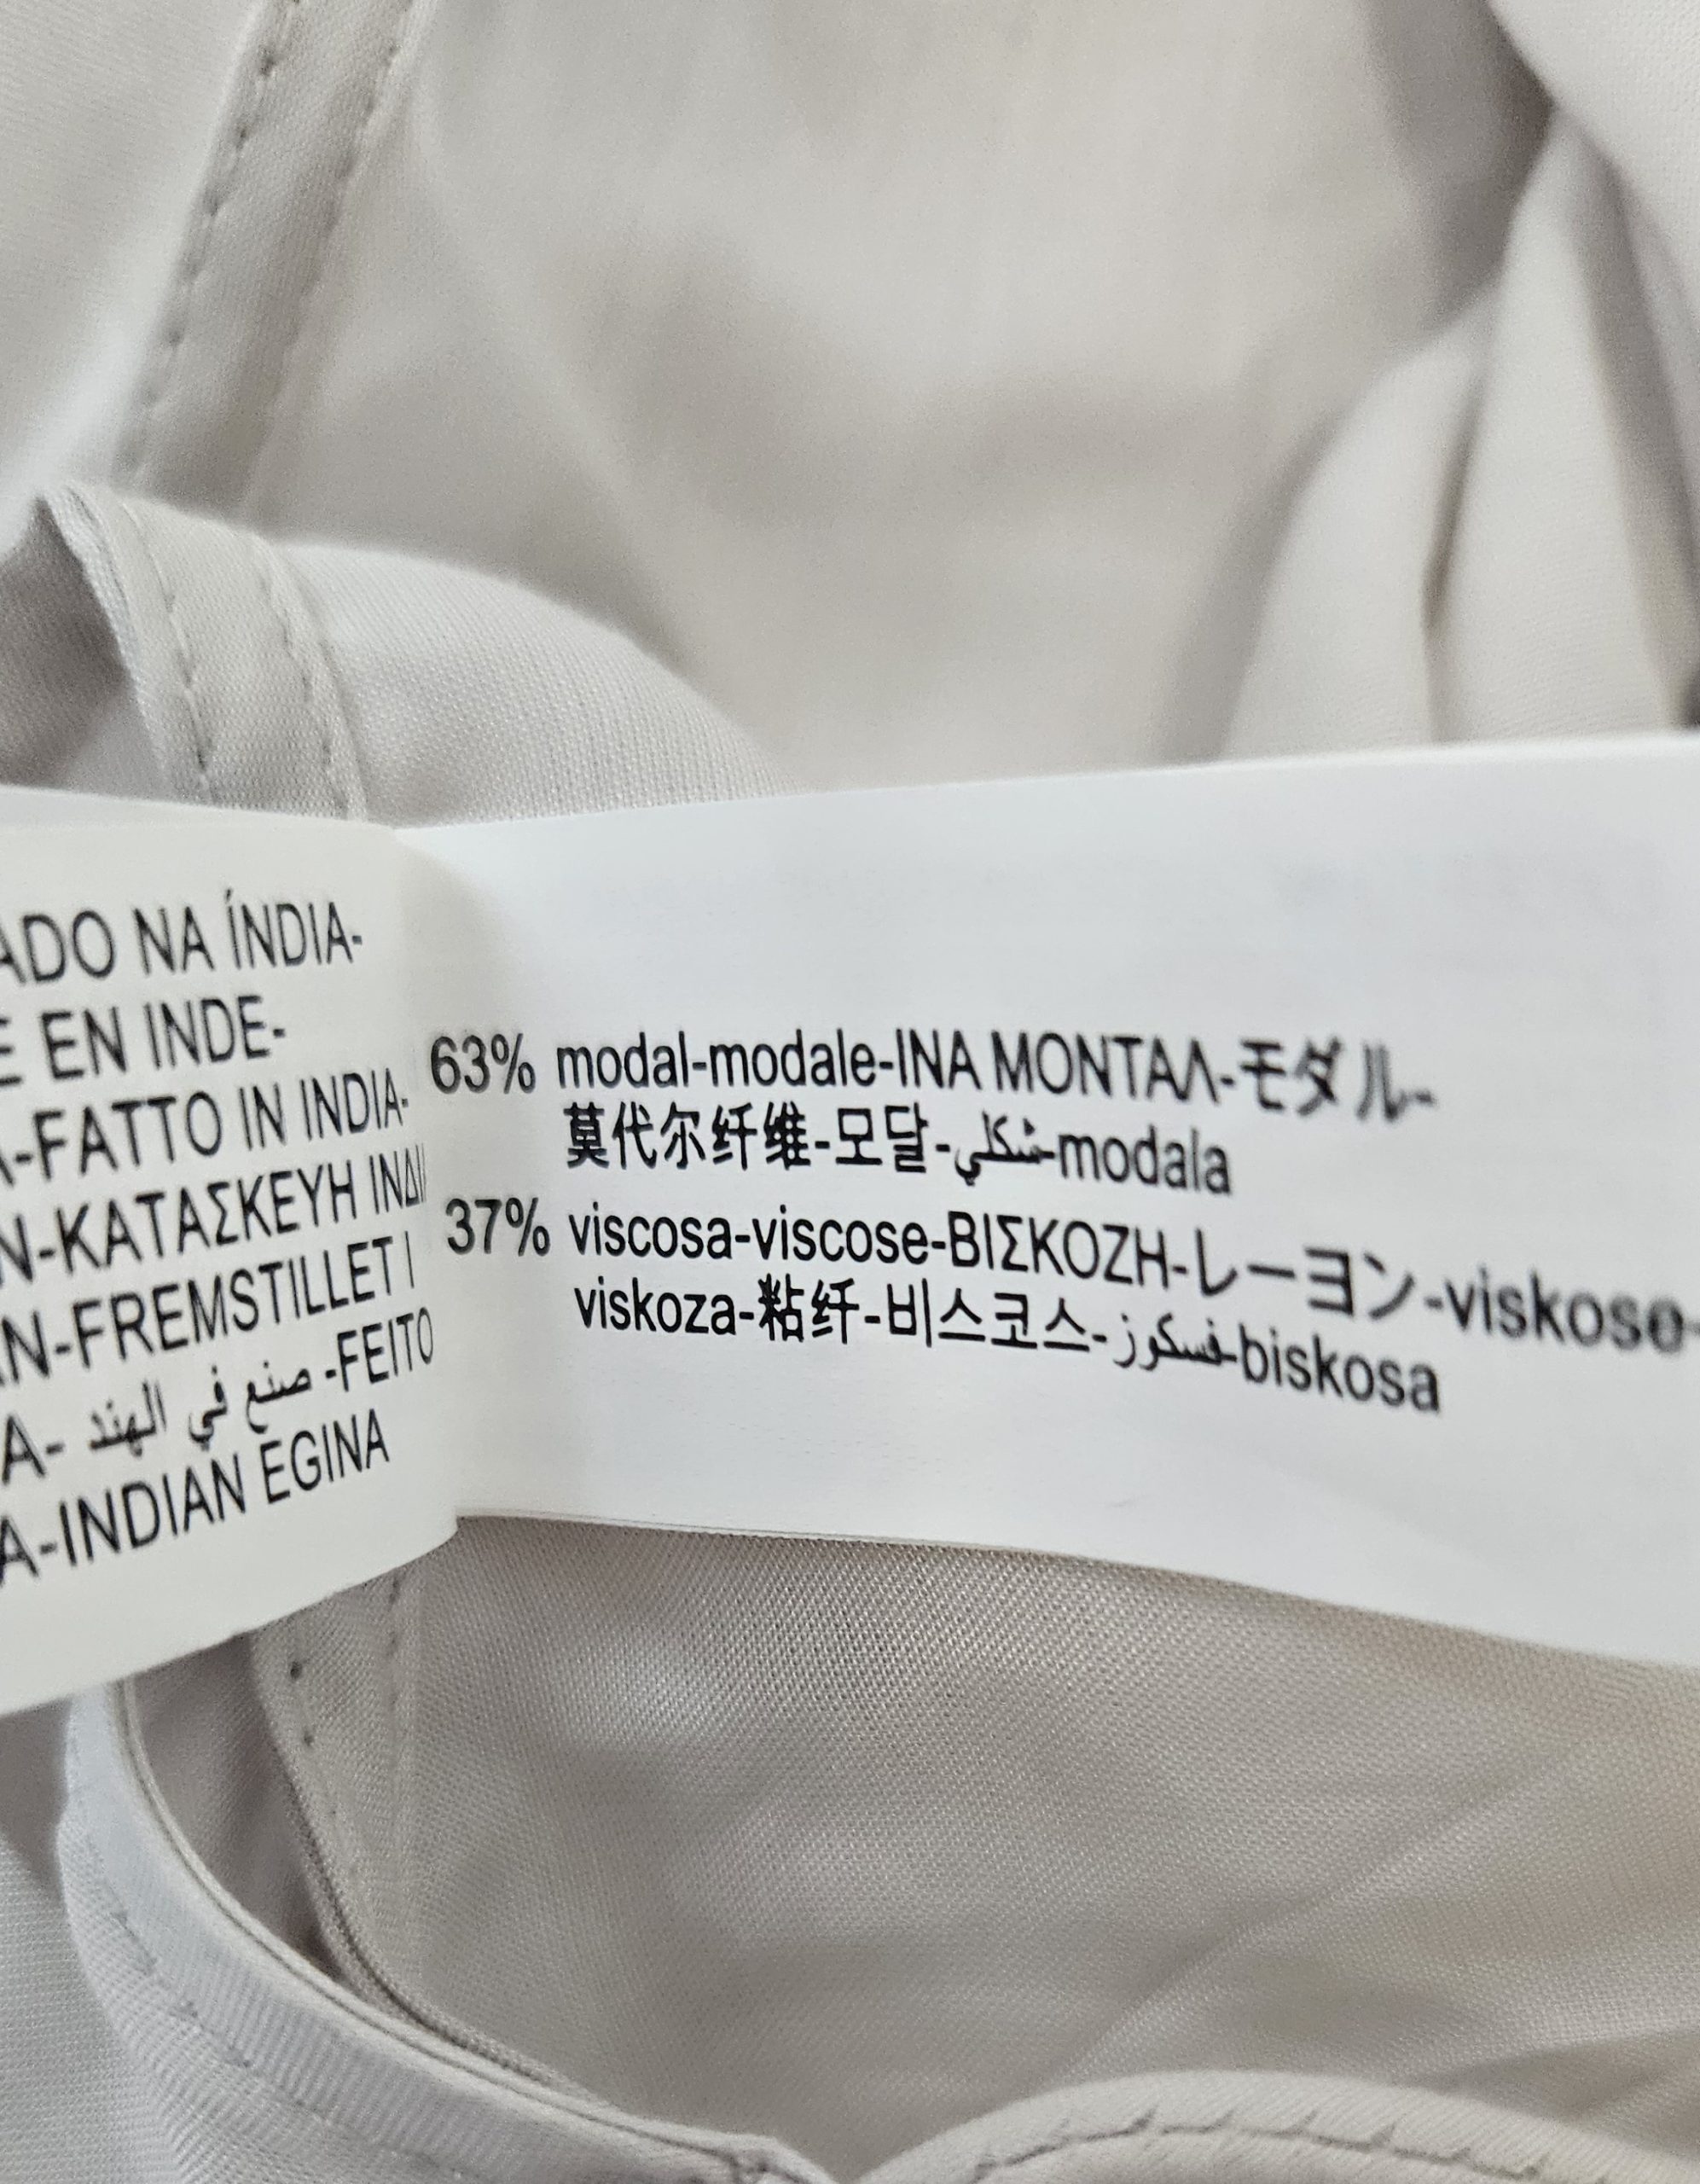 ADO NA ÍNDIA-
E EN INDE-
-FATTO IN INDIA-
N-ΚΑΤΑΣΚΕΥΗ ΙΝΔΙ
N-FREMSTILLET I
A- صنع في الهند -FEITO
A-INDIAN EGINA
63% modal-modale-ΙΝΑ ΜΟΝΤΑΛ-モダル-
莫代尔纤维-모달-شكلي-modala
37% viscosa-viscose-ΒΙΣΚΟΖΗ-レーヨン-viskose-
viskoza-粘纤-비스코스-فسكوز-biskosa